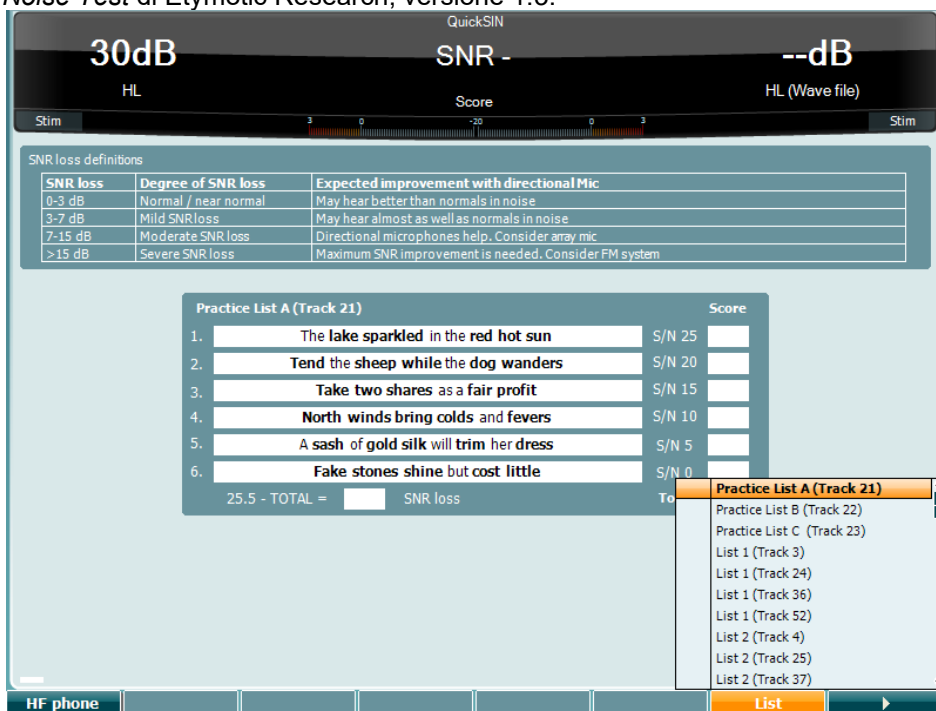 Noise Test di Etymotic Research, versione 1.3.
QuickSIN
30dB SNR - --dB
HL HL (Wave file)
Score
Stim 3 0 -20 0 3 Stim
SNR loss definitions
SNR loss Degree of SNR loss Expected improvement with directional Mic
0-3 dB Normal / near normal May hear better than normals in noise
3-7 dB Mild SNR loss May hear almost as well as normals in noise
7-15 dB Moderate SNR loss Directional microphones help. Consider array mic
>15 dB Severe SNR loss Maximum SNR improvement is needed. Consider FM system
Practice List A (Track 21) Score
1. The lake sparkled in the red hot sun S/N 25
2. Tend the sheep while the dog wanders S/N 20
3. Take two shares as a fair profit S/N 15
4. North winds bring colds and fevers S/N 10
5. A sash of gold silk will trim her dress S/N 5
6. Fake stones shine but cost little S/N 0
25.5 - TOTAL = SNR loss To
Practice List A (Track 21)
Practice List B (Track 22)
Practice List C (Track 23)
List 1 (Track 3)
List 1 (Track 24)
List 1 (Track 36)
List 1 (Track 52)
List 2 (Track 4)
List 2 (Track 25)
List 2 (Track 37)
HF phone List